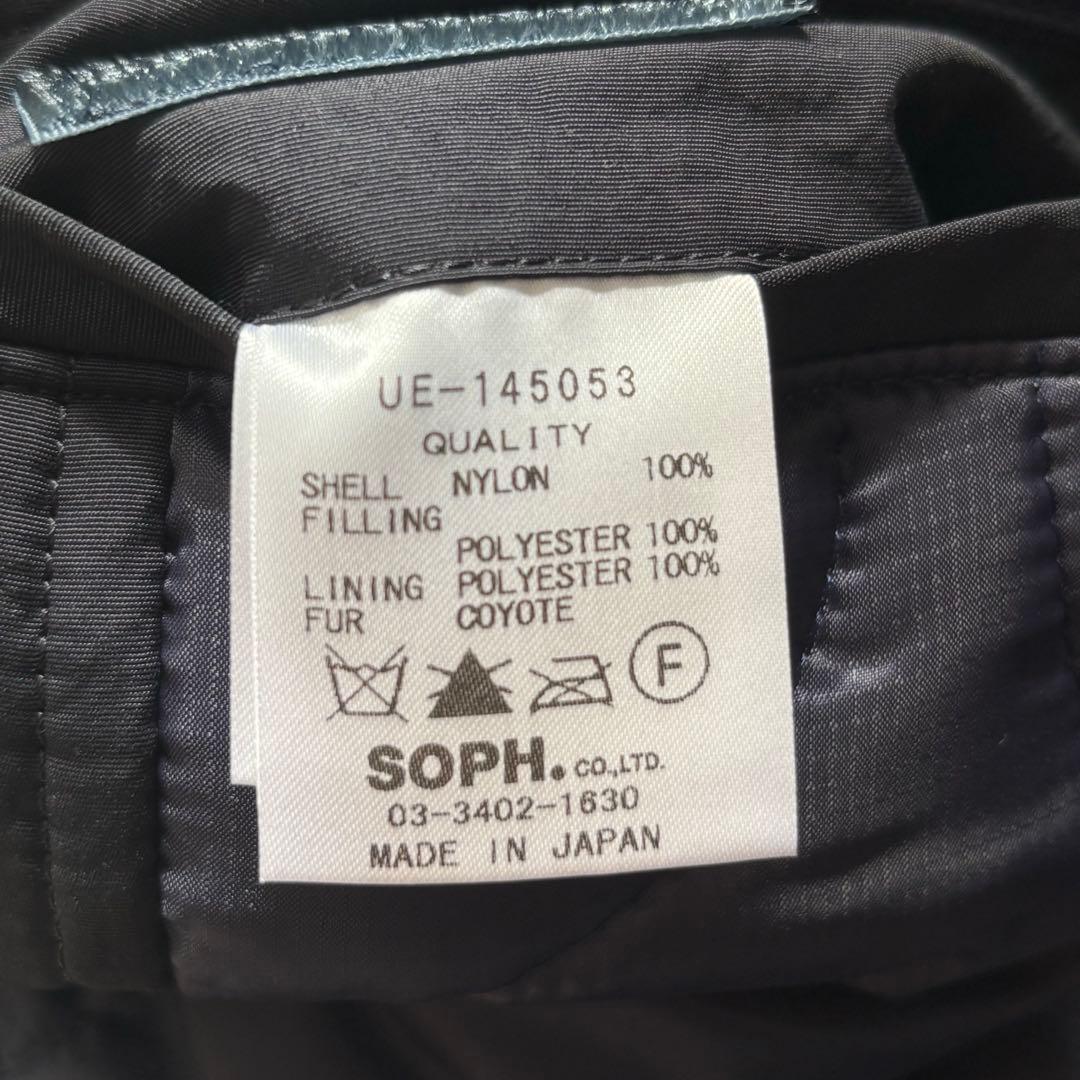 UE-145053
QUALITY
SHELL NYLON 100%
FILLING
POLYESTER 100%
LINING POLYESTER 100%
FUR COYOTE
F
SOPH. CO.,LTD.
03-3402-1630
MADE IN JAPAN